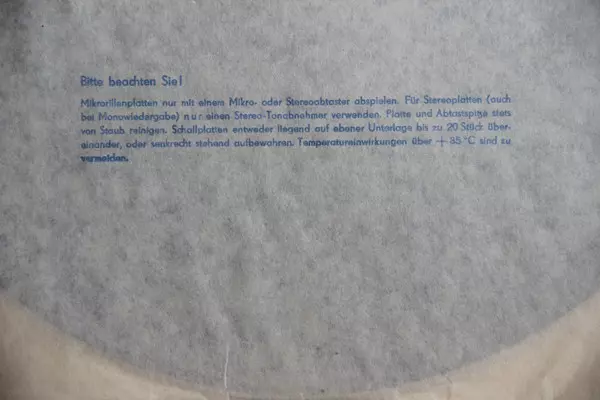 Bitte beachten Sie!
Mikrorillenplatten nur mit einem Mikro- oder Stereoabtaster abspielen. Für Stereoplatten (auch
bei Monowiedergabe) nur einen Stereo-Tonabnehmer verwenden. Platte und Abtastspitze stets
von Staub reinigen. Schallplatten entweder liegend auf ebener Unterlage bis zu 20 Stück über-
einander, oder senkrecht stehend aufbewahren. Temperatureinwirkungen über + 35 °C sind zu
vermeiden.